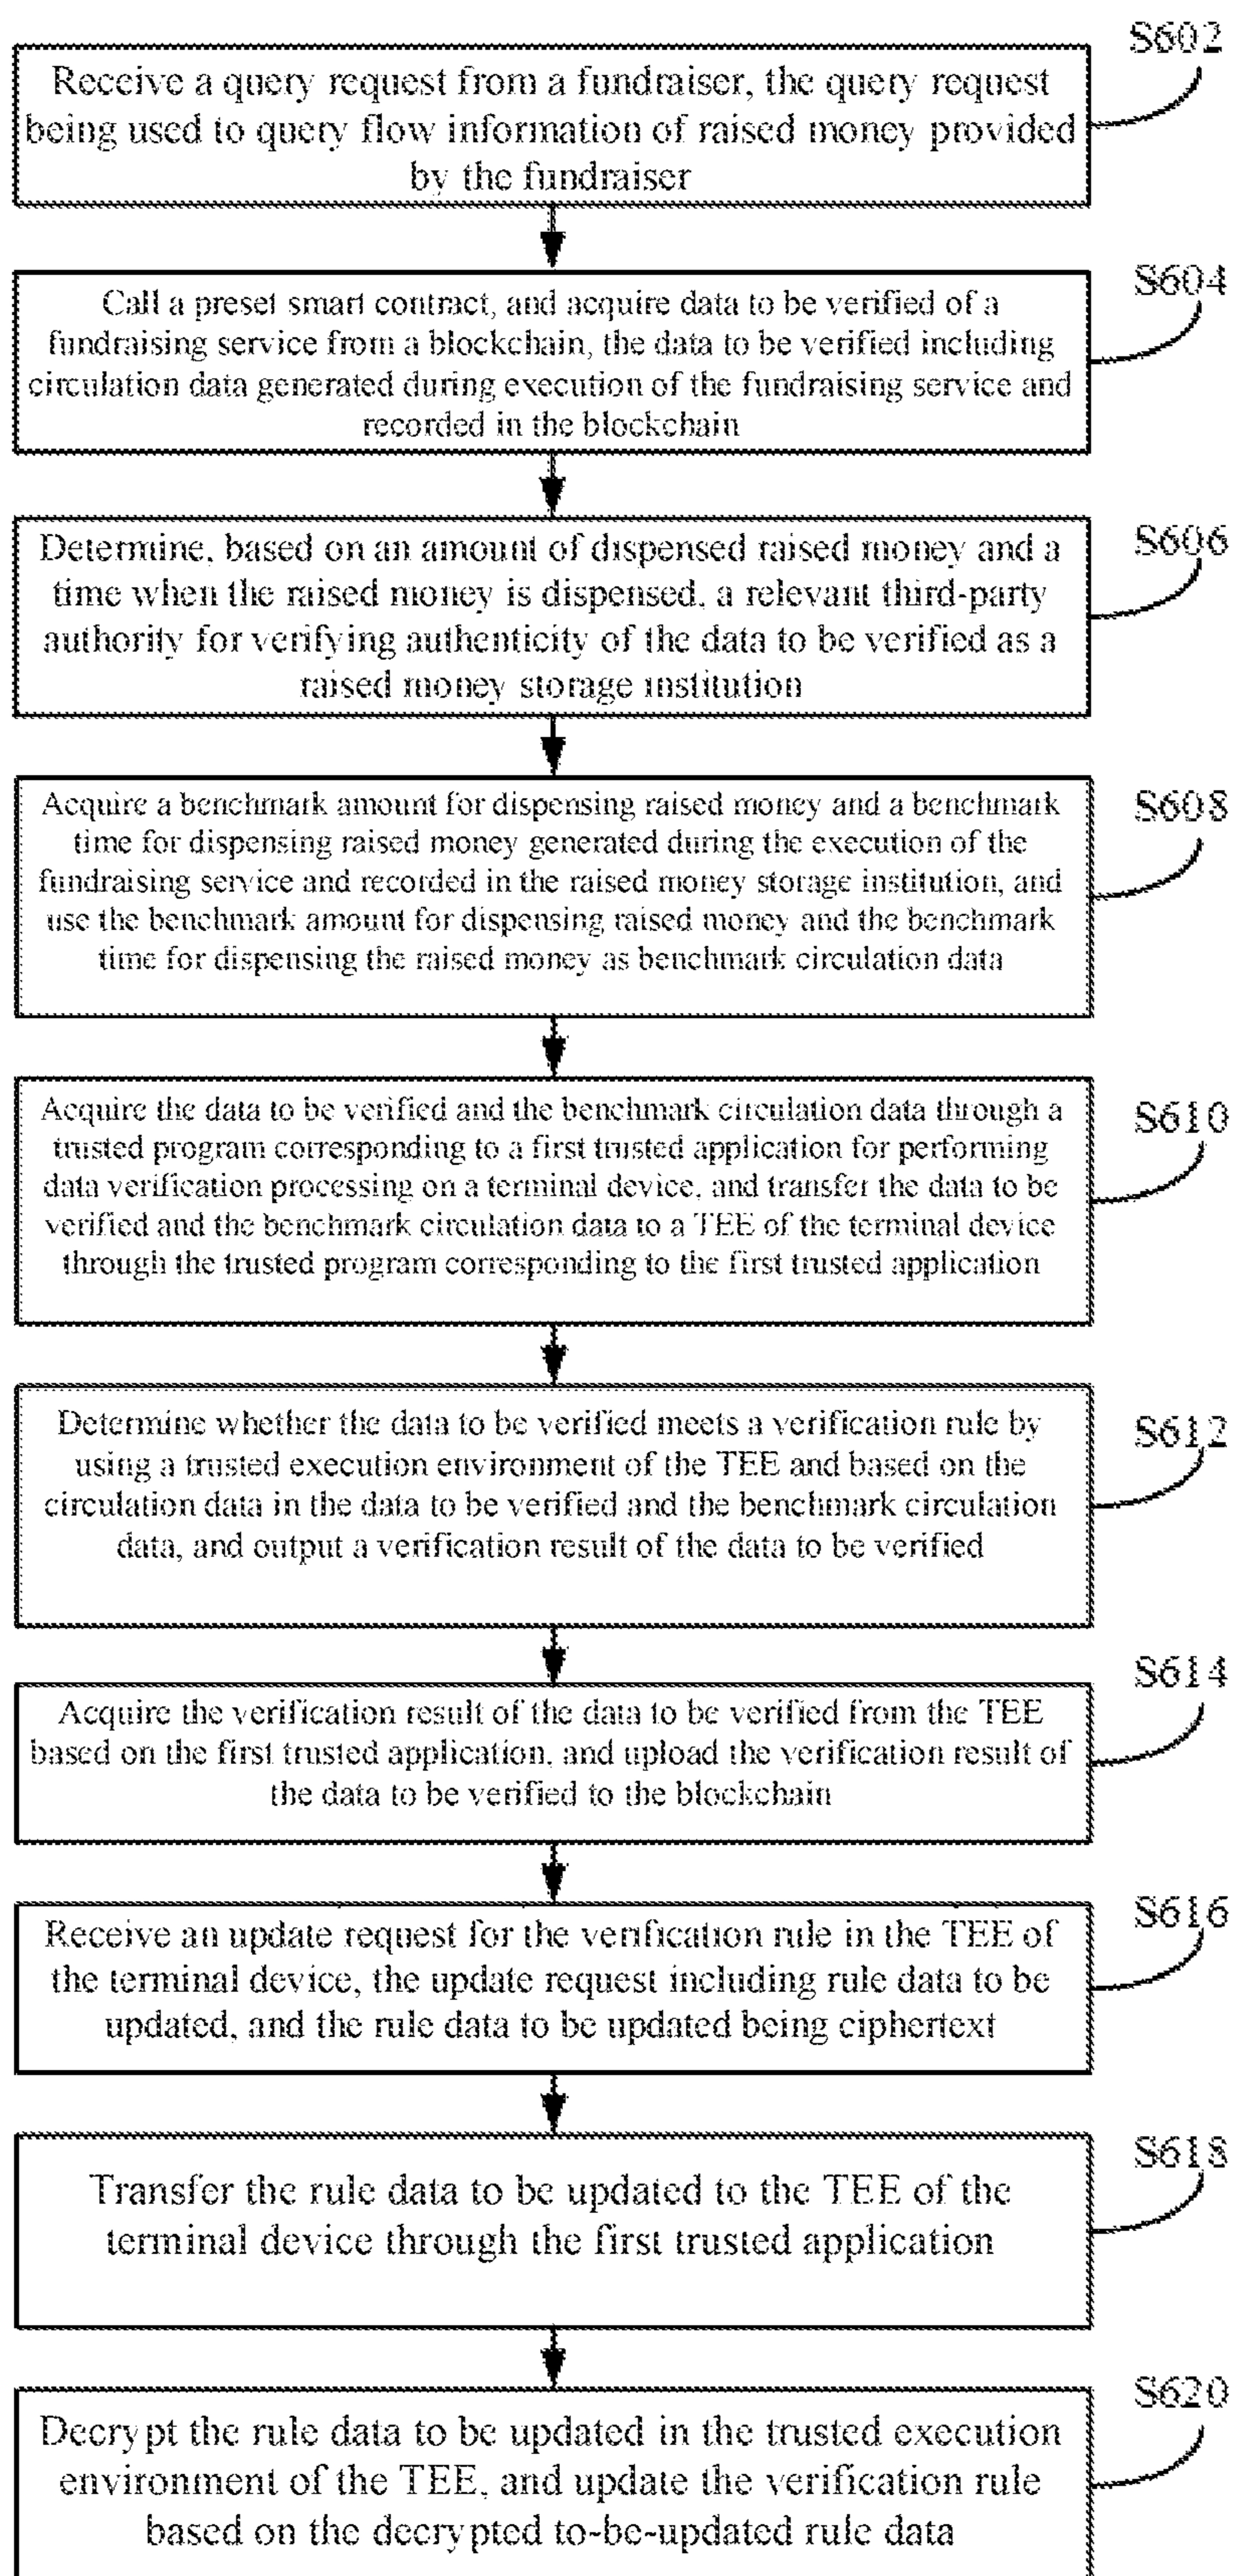 S602
Receive a query request from a fundraiser, the query request
being used to query flow information of raised money provided
by the fundraiser
S604
Call a preset smart contract, and acquire data to be verified of a
fundraising service from a blockchain, the data to be verified including
circulation data generated during execution of the fundraising service and
recorded in the blockchain
S606
Determine, based on an amount of dispensed raised money and a
time when the raised money is dispensed, a relevant third-party
authority for verifying authenticity of the data to be verified as a
raised money storage institution
S608
Acquire a benchmark amount for dispensing raised money and a benchmark
time for dispensing raised money generated during the execution of the
fundraising service and recorded in the raised money storage institution, and
use the benchmark amount for dispensing raised money and the benchmark
time for dispensing the raised money as benchmark circulation data
S610
Acquire the data to be verified and the benchmark circulation data through a
trusted program corresponding to a first trusted application for performing
data verification processing on a terminal device, and transfer the data to be
verified and the benchmark circulation data to a TEE of the terminal device
through the trusted program corresponding to the first trusted application
S612
Determine whether the data to be verified meets a verification rule by
using a trusted execution environment of the TEE and based on the
circulation data in the data to be verified and the benchmark circulation
data, and output a verification result of the data to be verified
S614
Acquire the verification result of the data to be verified from the TEE
based on the first trusted application, and upload the verification result of
the data to be verified to the blockchain
S616
Receive an update request for the verification rule in the TEE of
the terminal device, the update request including rule data to be
updated, and the rule data to be updated being ciphertext
S618
Transfer the rule data to be updated to the TEE of the
terminal device through the first trusted application
S620
Decrypt the rule data to be updated in the trusted execution
environment of the TEE, and update the verification rule
based on the decrypted to-be-updated rule data